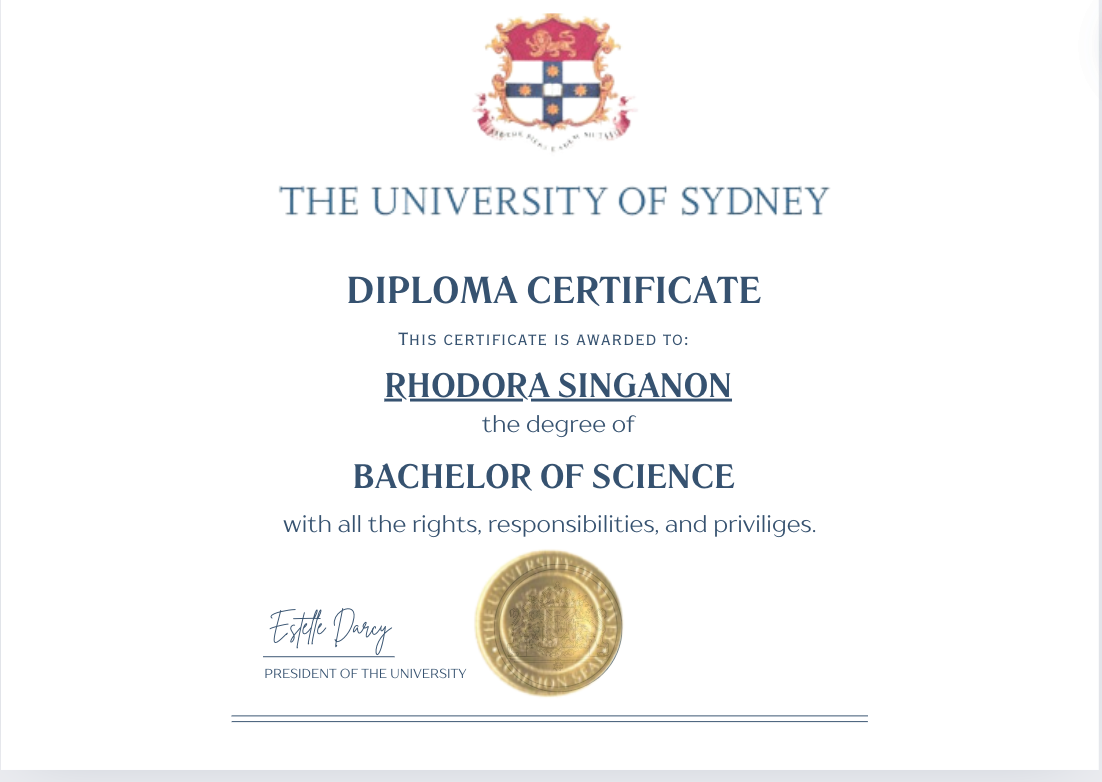 THE UNIVERSITY OF SYDNEY
DIPLOMA CERTIFICATE
THIS CERTIFICATE IS AWARDED TO:
RHODORA SINGANON
the degree of
BACHELOR OF SCIENCE
with all the rights, responsibilities, and priviliges.
THE UNIVERSITY OF SYDNEY
COMMON SEAL
Estelle Darcy
PRESIDENT OF THE UNIVERSITY